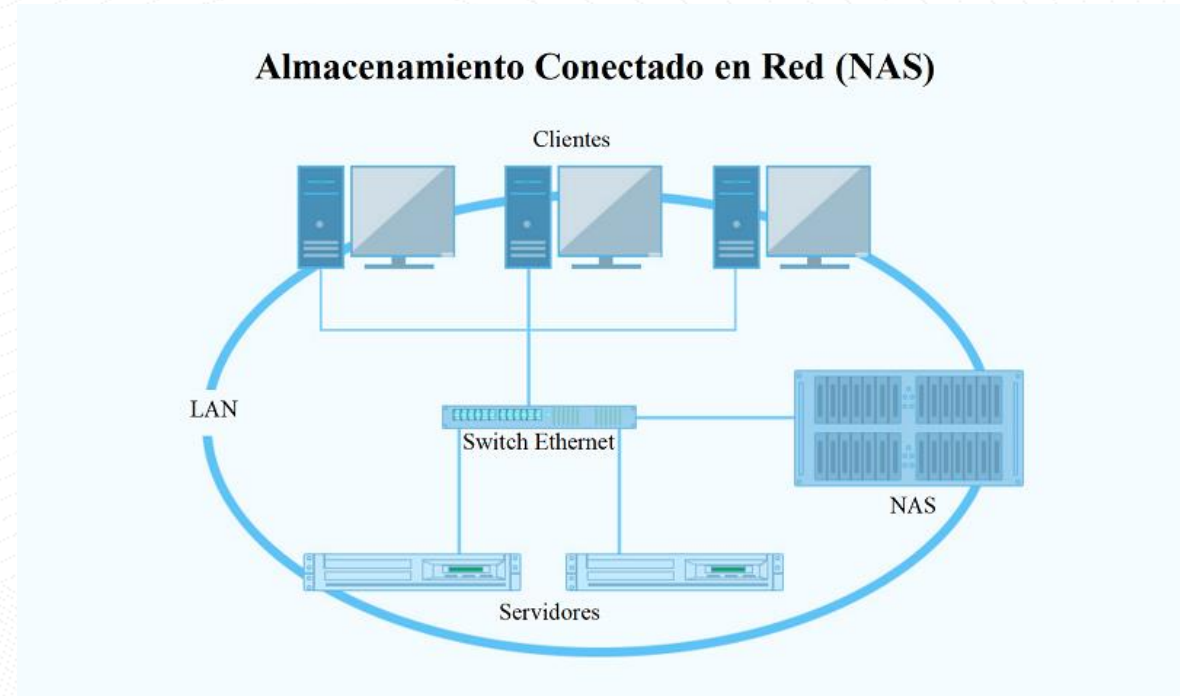 Almacenamiento Conectado en Red (NAS)
Clientes
LAN
Switch Ethernet
NAS
Servidores